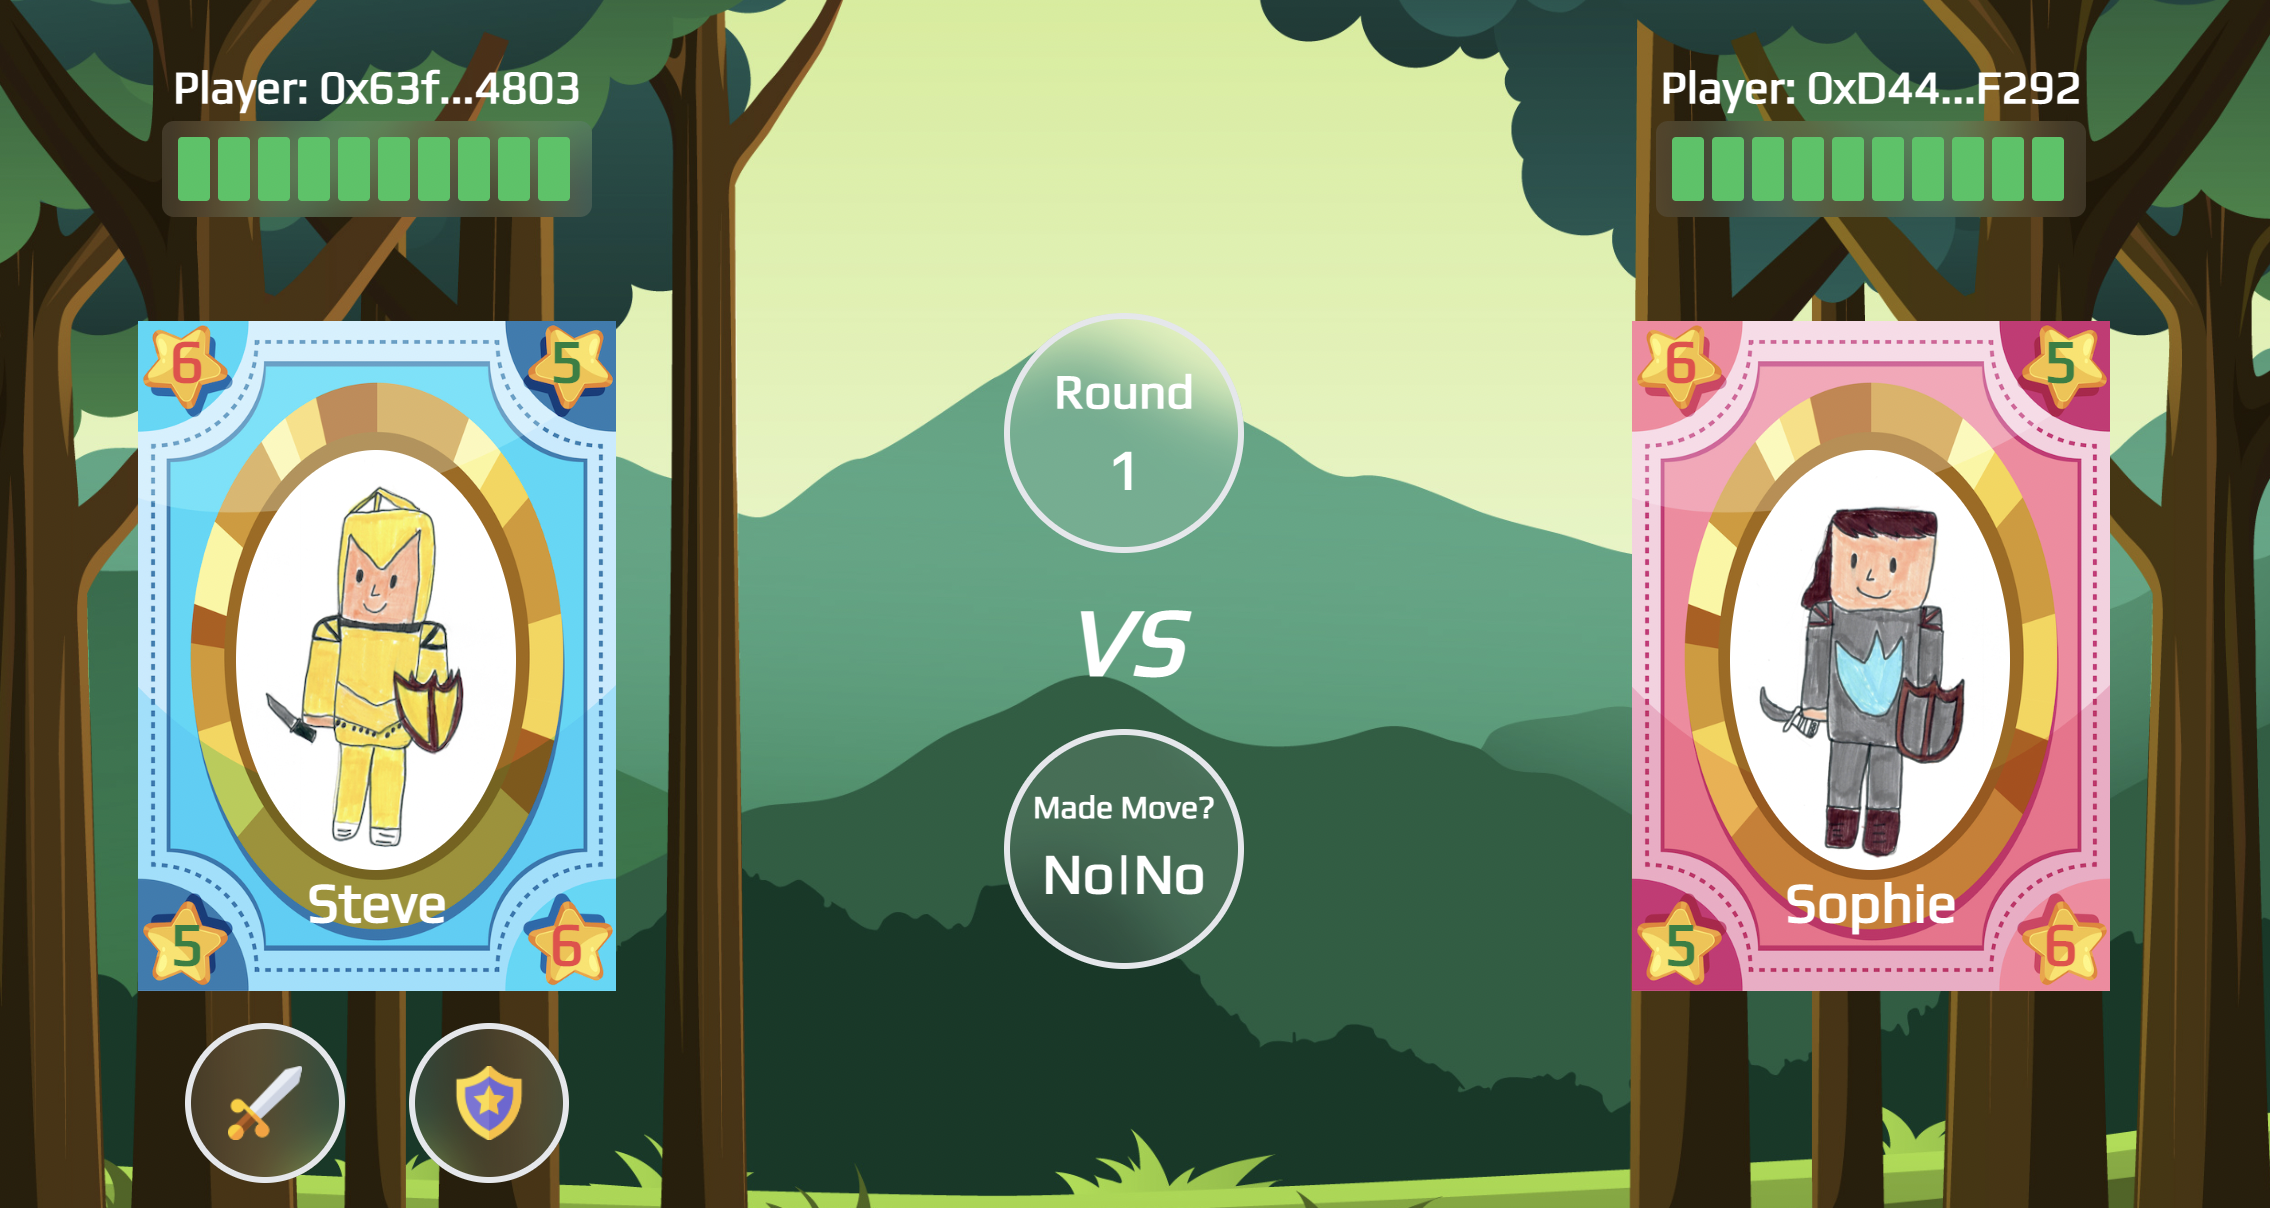 Player: 0x63f...4803
Player: 0xD44...F292
6
5
Steve
5
6
Round
1
VS
Made Move?
No|No
6
5
Sophie
5
6